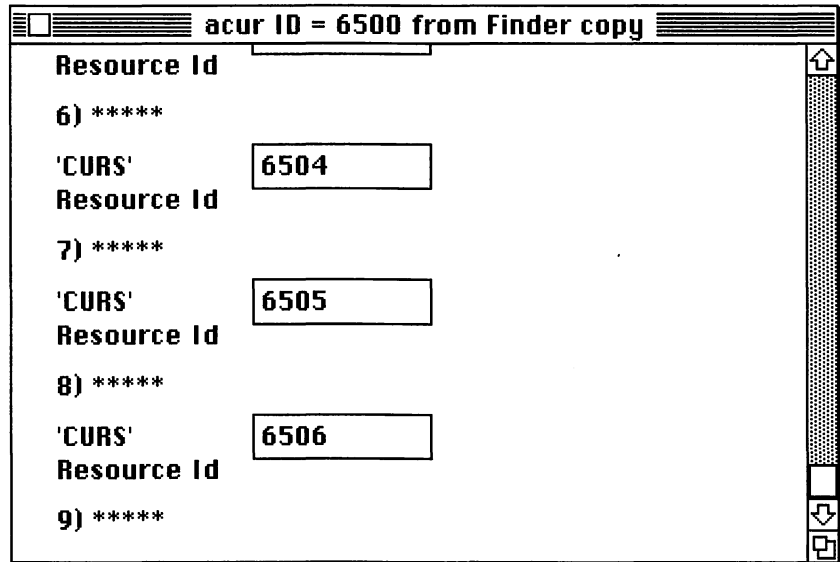 acur ID = 6500 from Finder copy
Resource Id
6) *****
'CURS' 6504
Resource Id
7) *****
'CURS' 6505
Resource Id
8) *****
'CURS' 6506
Resource Id
9) *****